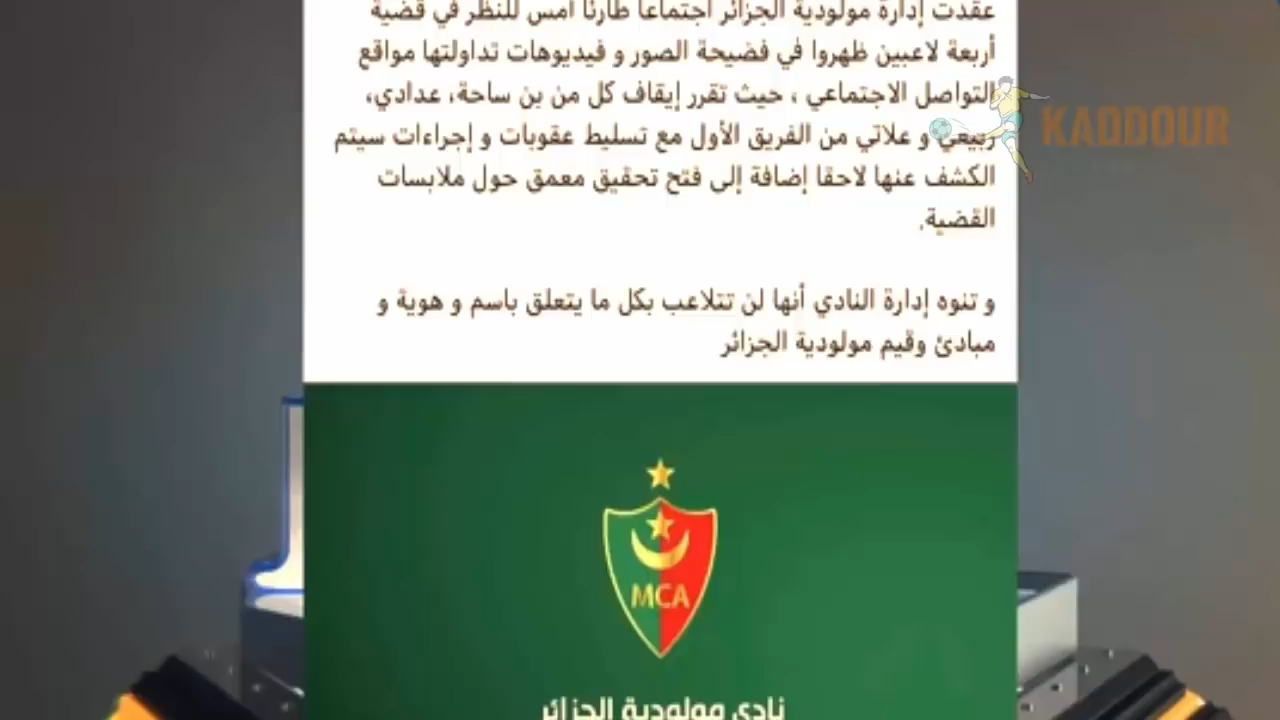 عقدت إدارة مولودية الجزائر اجتماعا طارئا أمس للنظر في قضية
أربعة لاعبين ظهروا في فضيحة الصور و فيديوهات تداولتها مواقع
التواصل الاجتماعي ، حيث تقرر إيقاف كل من بن ساحة، عدادي،
ربيعي و علاتي من الفريق الأول مع تسليط عقوبات و إجراءات سيتم
الكشف عنها لاحقا إضافة إلى فتح تحقيق معمق حول ملابسات
القضية.
و تنوه إدارة النادي أنها لن تتلاعب بكل ما يتعلق باسم و هوية و
مبادئ وقيم مولودية الجزائر
KADDOUR
MCA
نادي مولودية الجزائر